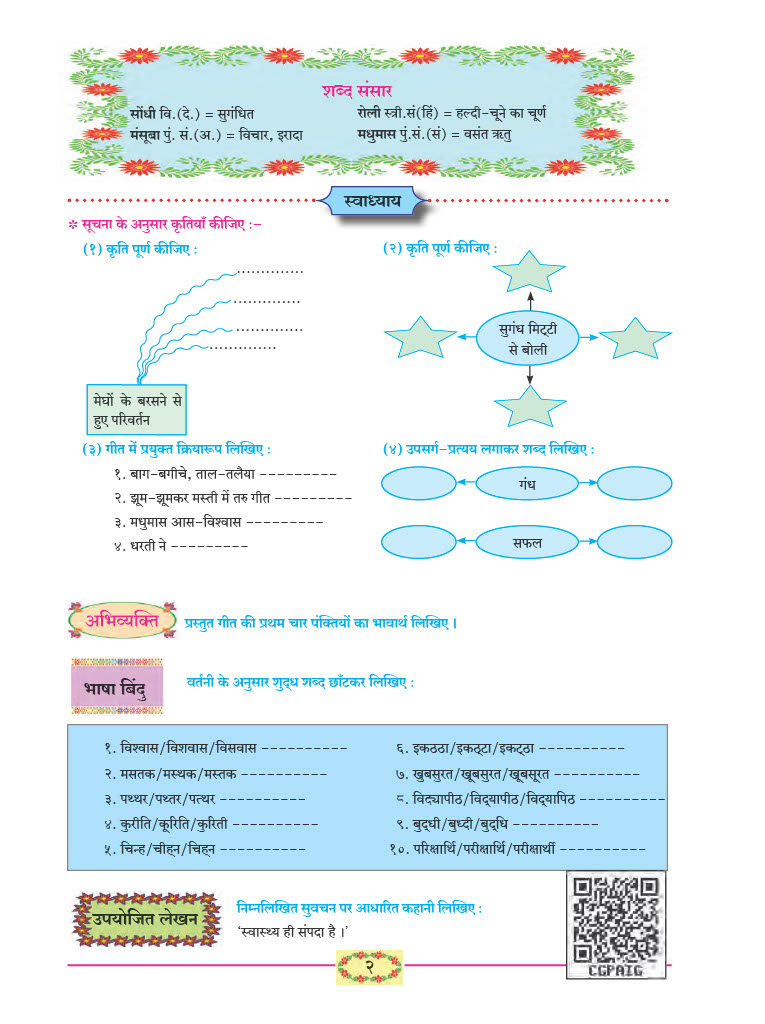 शब्द संसार
सोंधी वि.(दे.) = सुगंधित
रोली स्त्री.सं(हिं) = हल्दी-चूने का चूर्ण
मंसूबा पुं. सं.(अ.) = विचार, इरादा
मधुमास पुं.सं.(सं) = वसंत ऋतु
स्वाध्याय
* सूचना के अनुसार कृतियाँ कीजिए :-
(१) कृति पूर्ण कीजिए :
..............
..............
..............
..............
मेघों के बरसने से
हुए परिवर्तन
(२) कृति पूर्ण कीजिए :
सुगंध मिट्टी
से बोली
(३) गीत में प्रयुक्त क्रियारूप लिखिए :
१. बाग-बगीचे, ताल-तलैया ---------
२. झूम-झूमकर मस्ती में तरु गीत ---------
३. मधुमास आस-विश्वास ---------
४. धरती ने ---------
(४) उपसर्ग-प्रत्यय लगाकर शब्द लिखिए :
गंध
सफल
अभिव्यक्ति
प्रस्तुत गीत की प्रथम चार पंक्तियों का भावार्थ लिखिए ।
भाषा बिंदु
वर्तनी के अनुसार शुद्ध शब्द छाँटकर लिखिए :
१. विश्वास/विशवास/विसवास ----------
२. मसतक/मस्थक/मस्तक ----------
३. पथ्थर/पथ्तर/पत्थर ----------
४. कुरीति/कूरिति/कुरिती ----------
५. चिन्ह/चीह्न/चिह्न ----------
६. इकठठा/इकठ्टा/इकट्ठा ----------
७. खुबसुरत/खूबसुरत/खूबसूरत ----------
८. विदयापीठ/विद्यापीठ/विद्यापिठ ----------
९. बुद्धी/बुध्दी/बुद्धि ----------
१०. परिक्षार्थि/परीक्षार्थि/परीक्षार्थी ----------
उपयोजित लेखन
निम्नलिखित सुवचन पर आधारित कहानी लिखिए :
‘स्वास्थ्य ही संपदा है ।’
CGPAIG
२